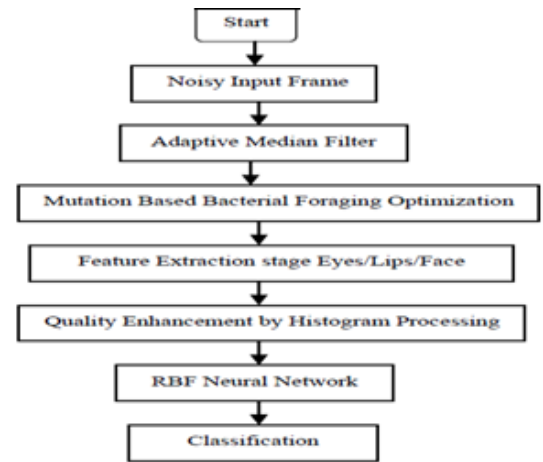 Start
Noisy Input Frame
Adaptive Median Filter
Mutation Based Bacterial Foraging Optimization
Feature Extraction stage Eyes/Lips/Face
Quality Enhancement by Histogram Processing
RBF Neural Network
Classification